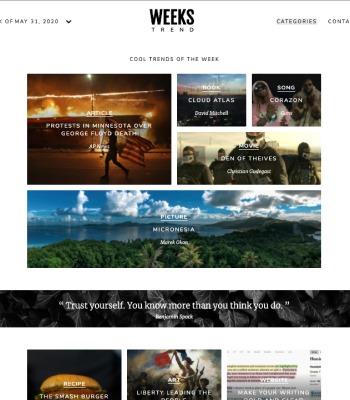 K OF MAY 31, 2020
WEEKS
TREND
CATEGORIES
CONTA
COOL TRENDS OF THE WEEK
ARTICLE
PROTESTS IN MINNESOTA OVER
GEORGE FLOYD DEATH
AP News
BOOK
CLOUD ATLAS
David Mitchell
SONG
CORAZON
MOVIE
DEN OF THEIVES
Christian Gudegast
PICTURE
MICRONESIA
Marek Okon
“ Trust yourself. You know more than you think you do. ”
Benjamin Spock
RECIPE
THE SMASH BURGER
ART
LIBERTY LEADING THE
PEOPLE
WEBSITE
MAKE YOUR WRITING
BOLD AND CLEAR